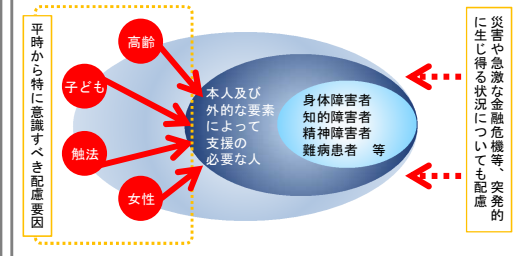 平時から特に意識すべき配慮要因
高齢
子ども
触法
女性
本人及び
外的な要素
によって
支援の
必要な人
身体障害者
知的障害者
精神障害者
難病患者　等
災害や急激な金融危機等、突発的
に生じ得る状況についても配慮